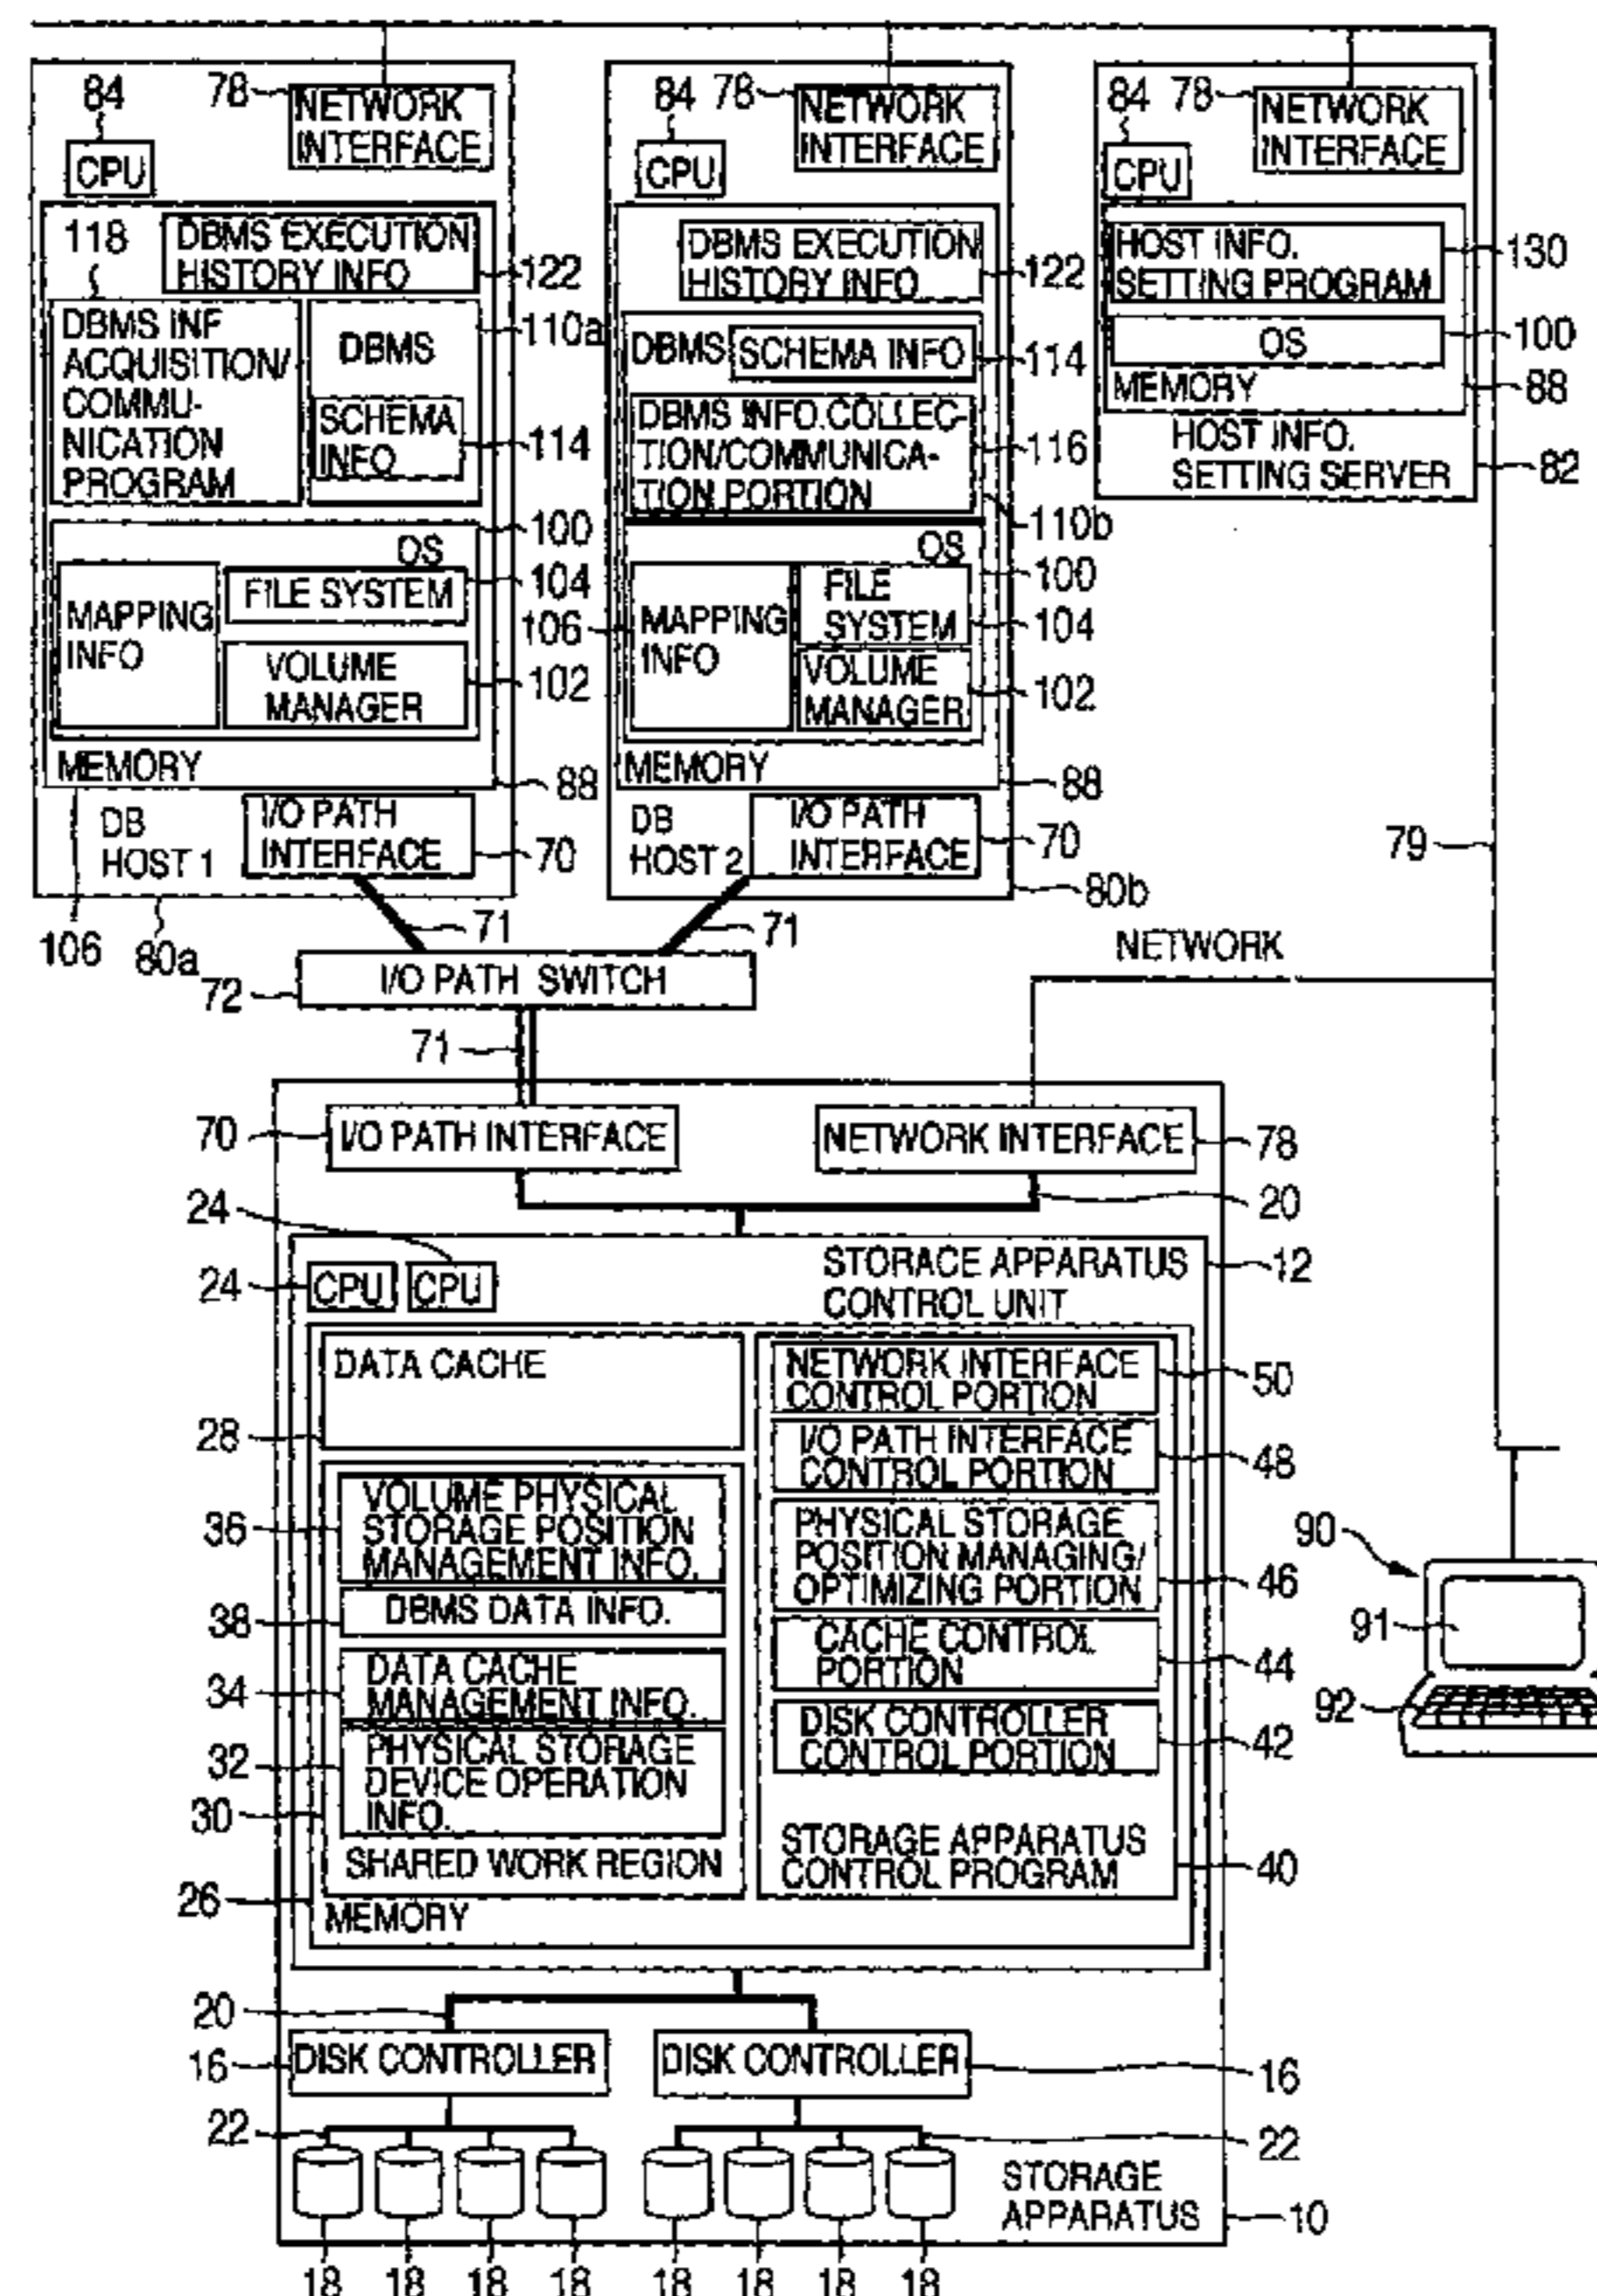 84
78
NETWORK
INTERFACE
CPU
118
DBMS EXECUTION
HISTORY INFO
122
DBMS INF
ACQUISITION/
COMMU-
NICATION
PROGRAM
110a
DBMS
SCHEMA
INFO
114
100
OS
FILE SYSTEM
104
MAPPING
INFO
VOLUME
MANAGER
102
MEMORY
88
DB
HOST 1
I/O PATH
INTERFACE
70
106
80a
84
78
NETWORK
INTERFACE
CPU
DBMS EXECUTION
HISTORY INFO
122
DBMS
SCHEMA INFO
114
DBMS INFO.COLLEC-
TION/COMMUNICA-
TION PORTION
116
110b
OS
100
FILE
SYSTEM
104
106
MAPPING
INFO
VOLUME
MANAGER
102
MEMORY
88
DB
HOST 2
I/O PATH
INTERFACE
70
80b
84
78
NETWORK
INTERFACE
CPU
HOST INFO.
SETTING PROGRAM
130
OS
100
MEMORY
88
HOST INFO.
SETTING SERVER
82
79
71
71
NETWORK
I/O PATH SWITCH
72
71
70
I/O PATH INTERFACE
NETWORK INTERFACE
78
24
20
24
CPU
CPU
STORACE APPARATUS
CONTROL UNIT
12
DATA CACHE
28
VOLUME PHYSICAL
STORAGE POSITION
MANAGEMENT INFO.
36
DBMS DATA INFO.
38
DATA CACHE
MANAGEMENT INFO.
34
PHYSICAL STORAGE
DEVICE OPERATION
INFO.
32
30
SHARED WORK REGION
26
MEMORY
NETWORK INTERFACE
CONTROL PORTION
50
I/O PATH INTERFACE
CONTROL PORTION
48
PHYSICAL STORAGE
POSITION MANAGING/
OPTIMIZING PORTION
46
CACHE CONTROL
PORTION
44
DISK CONTROLLER
CONTROL PORTION
42
STORAGE APPARATUS
CONTROL PROGRAM
40
90
91
92
20
16
DISK CONTROLLER
DISK CONTROLLER
16
22
22
STORAGE
APPARATUS
10
18 18 18 18 18 18 18 18